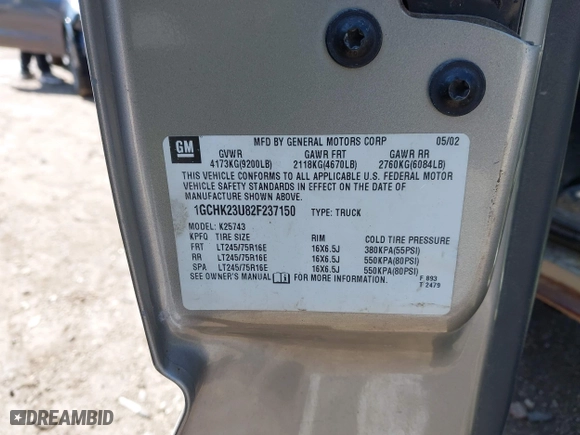 MFD BY GENERAL MOTORS CORP 05/02
GM GVWR GAWR FRT GAWR RR
4173KG(9200LB) 2118KG(4670LB) 2760KG(6084LB)
THIS VEHICLE CONFORMS TO ALL APPLICABLE U.S. FEDERAL MOTOR
VEHICLE SAFETY STANDARDS IN EFFECT ON THE DATE OF
MANUFACTURE SHOWN ABOVE.
1GCHK23U82F237150 TYPE: TRUCK
MODEL: K25743
KPFQ TIRE SIZE RIM COLD TIRE PRESSURE
FRT LT245/75R16E 16X6.5J 380KPA(55PSI)
RR LT245/75R16E 16X6.5J 550KPA(80PSI)
SPA LT245/75R16E 16X6.5J 550KPA(80PSI)
SEE OWNER'S MANUAL FOR MORE INFORMATION.
F 893
T 2479
DREAMBID